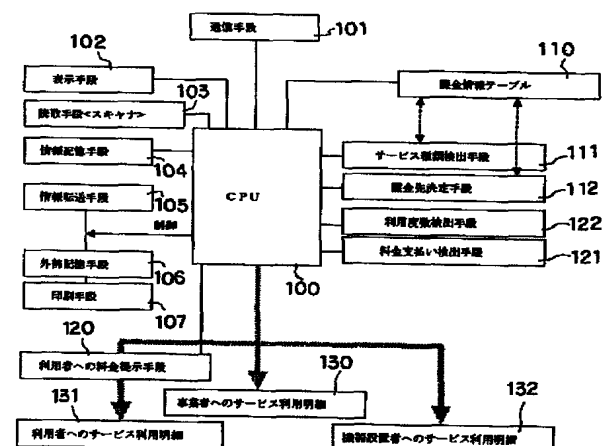 通信手段
101
102
表示手段
103
読取手段<スキャナ>
情報記憶手段
104
情報転送手段
105
制御
外部記憶手段
106
印刷手段
107
CPU
100
110
課金情報テーブル
サービス種類検出手段
111
課金先決定手段
112
利用度数検出手段
122
料金支払い検出手段
121
120
利用者への料金提示手段
130
事業者へのサービス利用明細
131
利用者へのサービス利用明細
132
機器設置者へのサービス利用明細